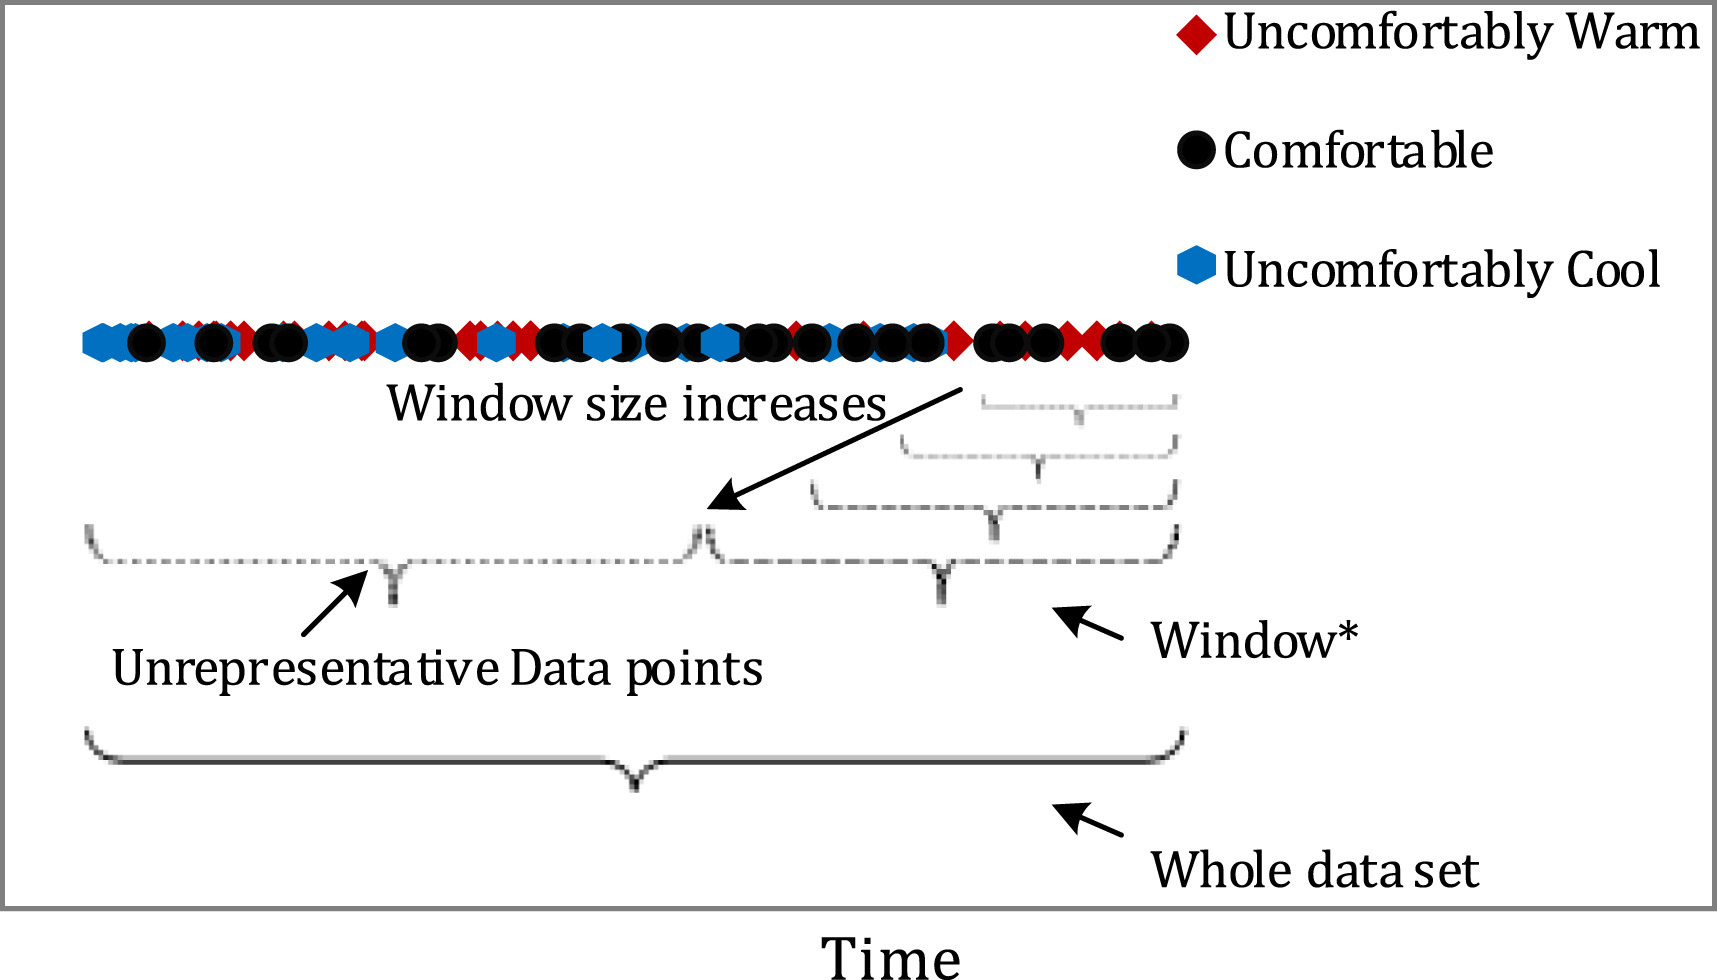 Uncomfortably Warm
Comfortable
Uncomfortably Cool
Window size increases
Window*
Unrepresentative Data points
Whole data set
Time